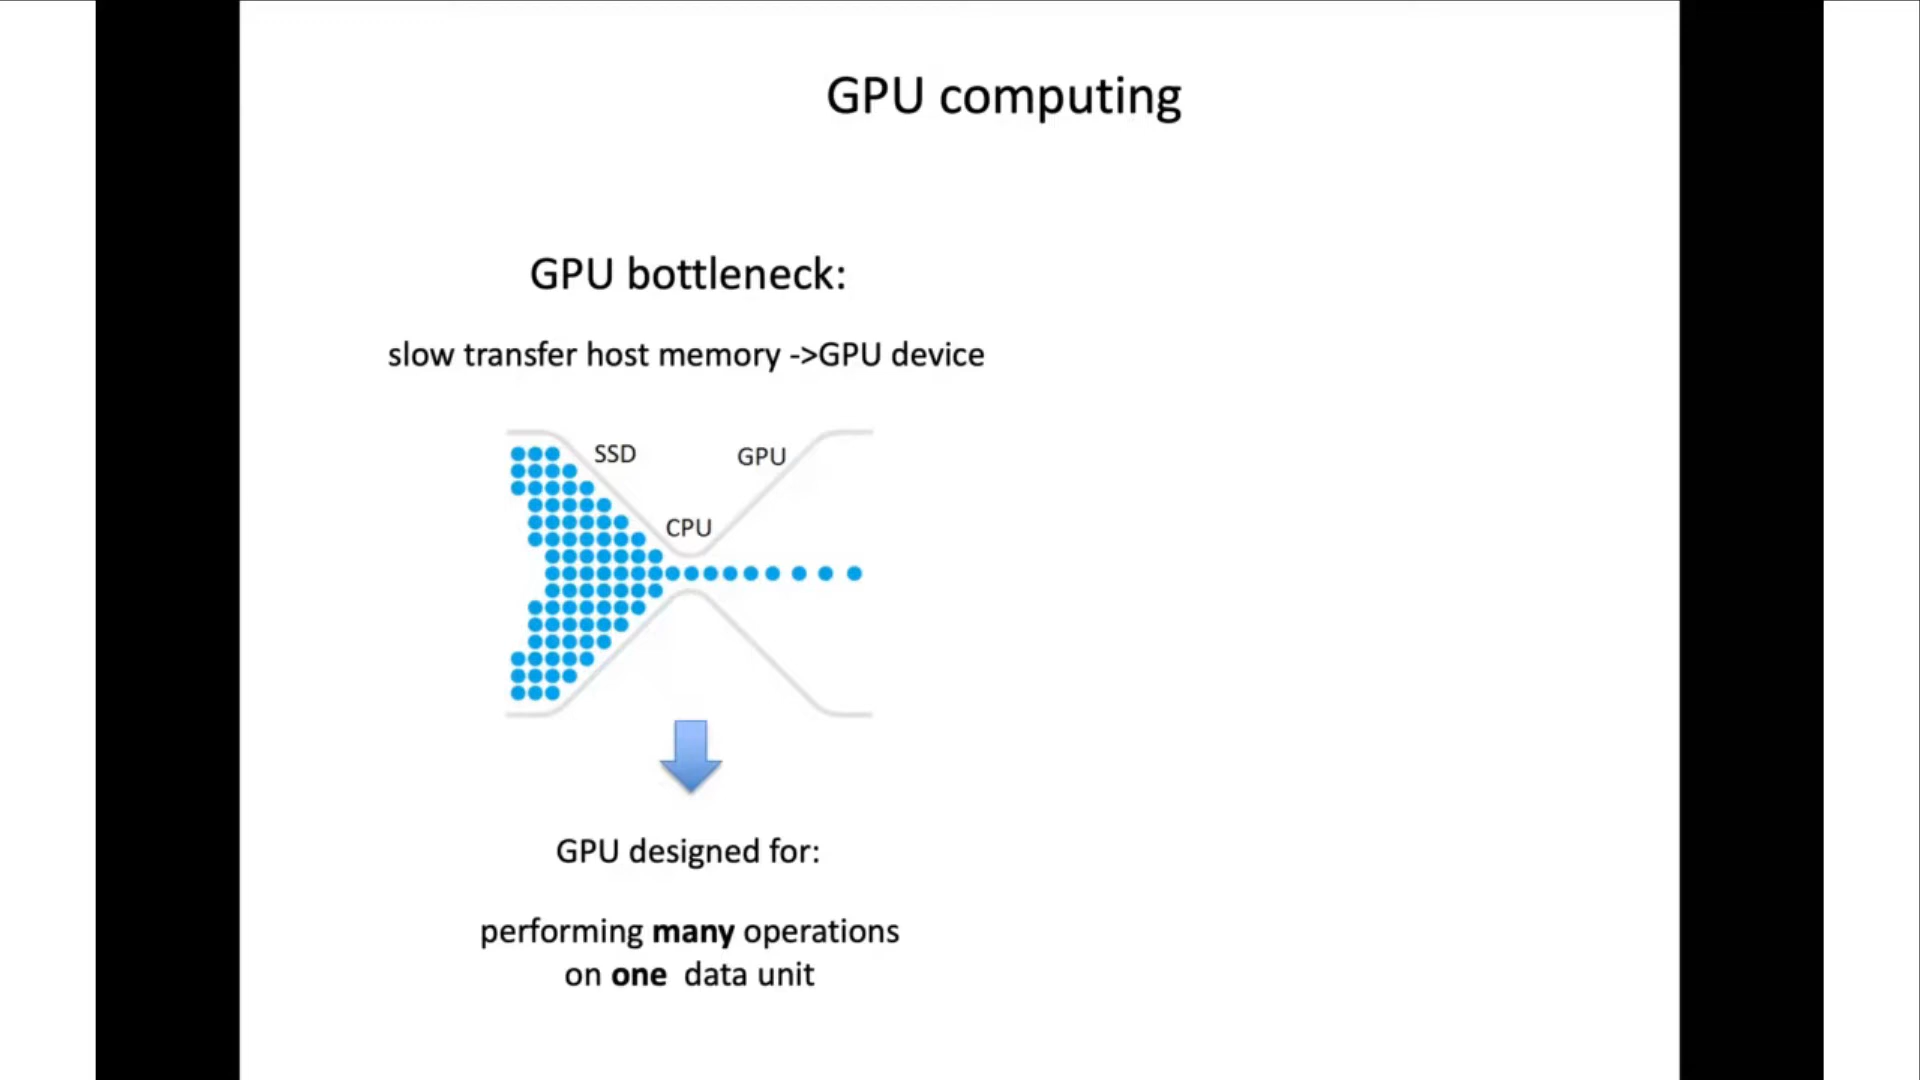 GPU computing
GPU bottleneck:
slow transfer host memory ->GPU device
SSD
GPU
CPU
GPU designed for:
performing many operations
on one data unit